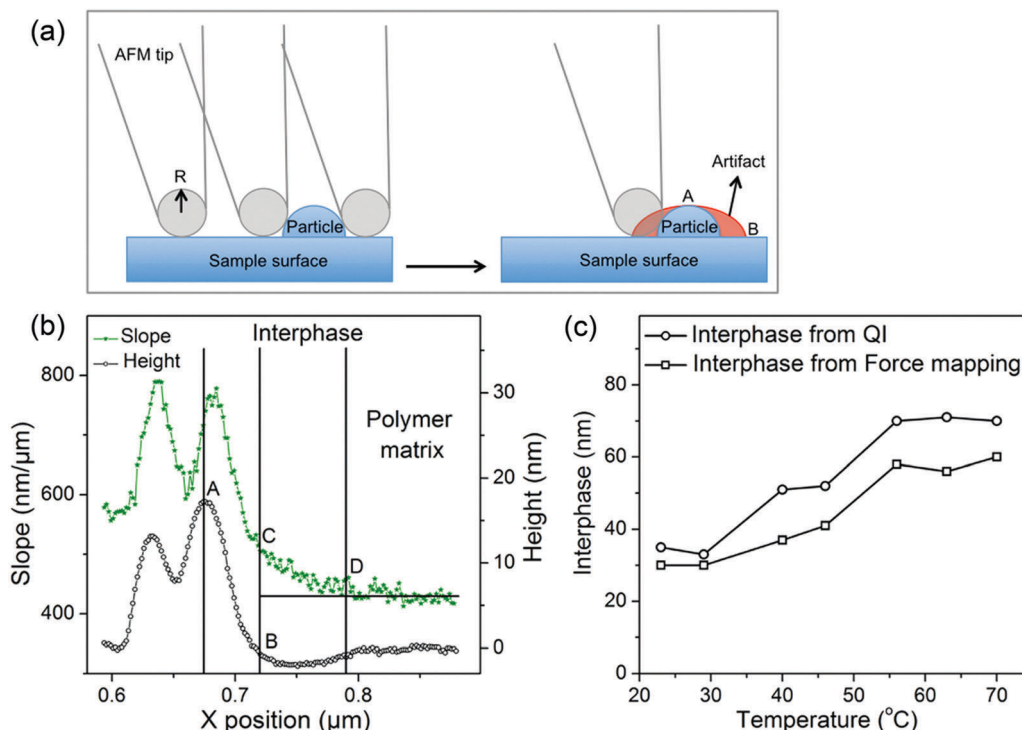 (a)
AFM tip
R
Particle
Sample surface
Artifact
A
Particle
B
Sample surface
(b)
Slope
Height
Interphase
Polymer
matrix
A
C
D
B
800
600
400
Slope (nm/µm)
30
20
10
0
Height (nm)
0.6 0.7 0.8
X position (µm)
(c)
Interphase from QI
Interphase from Force mapping
80
60
40
20
0
Interphase (nm)
20 30 40 50 60 70
Temperature (°C)